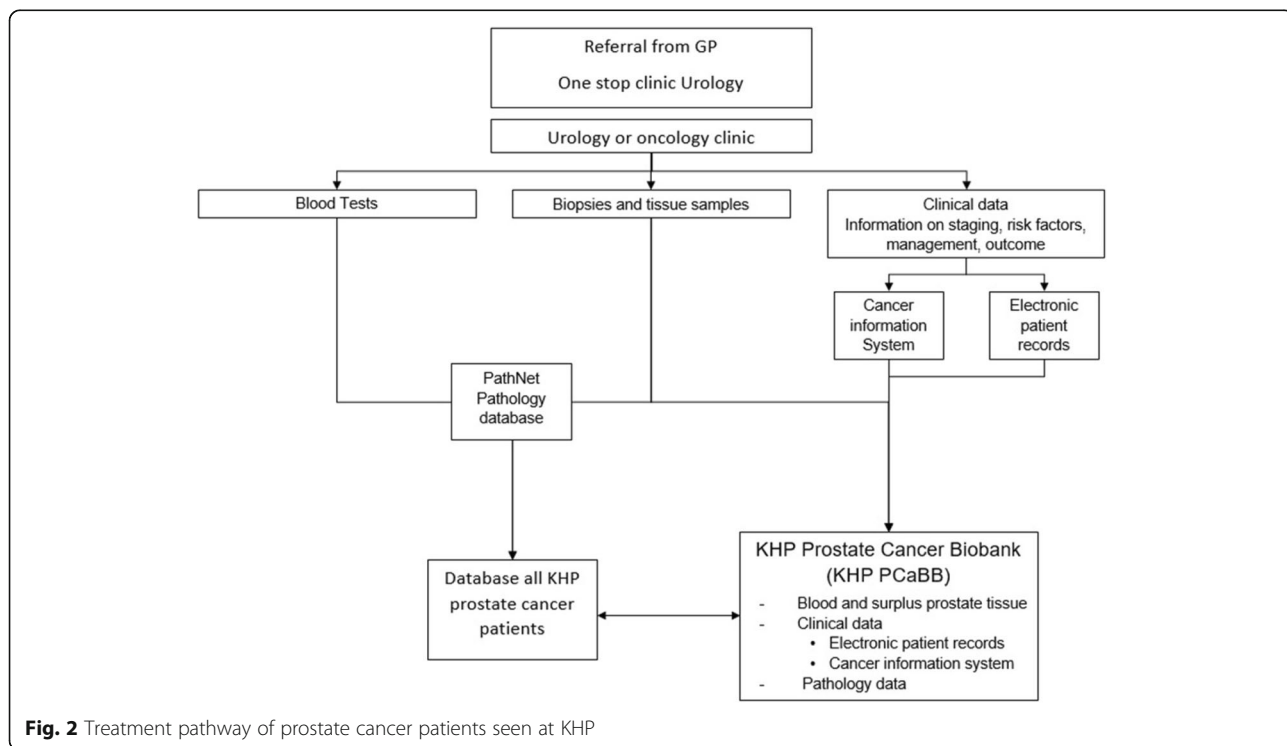 Referral from GP
One stop clinic Urology
Urology or oncology clinic
Blood Tests
Biopsies and tissue samples
Clinical data
Information on staging, risk factors,
management, outcome
Cancer
information
System
Electronic
patient
records
PathNet
Pathology
database
Database all KHP
prostate cancer
patients
KHP Prostate Cancer Biobank
(KHP PCaBB)
- Blood and surplus prostate tissue
- Clinical data
• Electronic patient records
• Cancer information system
- Pathology data
Fig. 2 Treatment pathway of prostate cancer patients seen at KHP